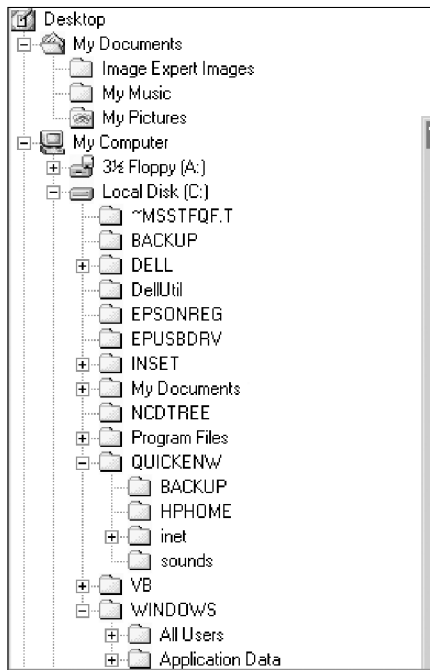 Desktop
My Documents
Image Expert Images
My Music
My Pictures
My Computer
3½ Floppy (A:)
Local Disk (C:)
~MSSTFQF.T
BACKUP
DELL
DellUtil
EPSONREG
EPUSBDRV
INSET
My Documents
NCDTREE
Program Files
QUICKENW
BACKUP
HPHOME
inet
sounds
VB
WINDOWS
All Users
Application Data